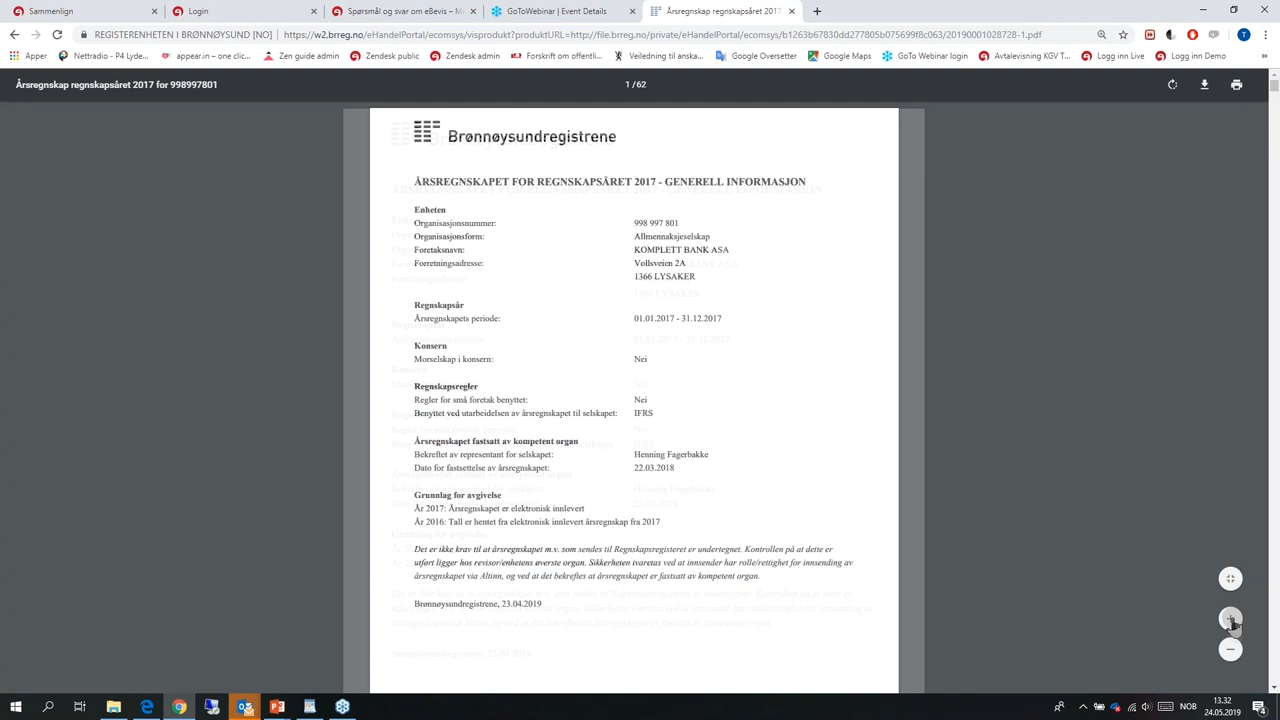 Samling
Login
Spørsmål og svar om oss - Me
GoToWebinar
Årsregnskap regnskapsåret 2017
REGISTERENHETEN I BRØNNØYSUND [NO] | https://w2.brreg.no/eHandelPortal/ecomsys/visprodukt?produktURL=http://file.brreg.no/private/eHandelPortal/ecomsys/b1263b67830dd277805b075699f8c063/20190001028728-1.pdf
Apper
Nettradio - P4 Lyde...
appear.in – one clic...
Zen guide admin
Zendesk public
Zendesk admin
Forskrift om offentli...
Veiledning til anska...
Google Oversetter
Google Maps
GoTo Webinar login
Avtalevisning KGV T...
Logg inn Live
Logg inn Demo
Årsregnskap regnskapsåret 2017 for 998997801
1 / 62
Brønnøysundregistrene
ÅRSREGNSKAPET FOR REGNSKAPSÅRET 2017 - GENERELL INFORMASJON
Enheten
Organisasjonsnummer: 998 997 801
Organisasjonsform: Allmennaksjeselskap
Foretaksnavn: KOMPLETT BANK ASA
Forretningsadresse: Vollsveien 2A
1366 LYSAKER
Regnskapsår
Årsregnskapets periode: 01.01.2017 - 31.12.2017
Konsern
Morselskap i konsern: Nei
Regnskapsregler
Regler for små foretak benyttet: Nei
Benyttet ved utarbeidelsen av årsregnskapet til selskapet: IFRS
Årsregnskapet fastsatt av kompetent organ
Bekreftet av representant for selskapet: Henning Fagerbakke
Dato for fastsettelse av årsregnskapet: 22.03.2018
Grunnlag for avgivelse
År 2017: Årsregnskapet er elektronisk innlevert
År 2016: Tall er hentet fra elektronisk innlevert årsregnskap fra 2017
Det er ikke krav til at årsregnskapet m.v. som sendes til Regnskapsregisteret er undertegnet. Kontrollen på at dette er
utført ligger hos revisor/enhetens øverste organ. Sikkerheten ivaretas ved at innsender har rolle/rettighet for innsending av
årsregnskapet via Altinn, og ved at det bekreftes at årsregnskapet er fastsatt av kompetent organ.
Brønnøysundregistrene, 23.04.2019
13.32
24.05.2019